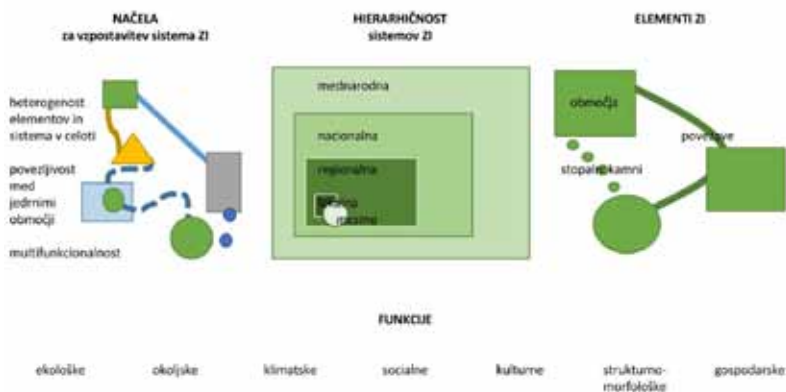 NAČELA
za vzpostavitev sistema ZI
heterogenost
elementov in
sistema v celoti
povezljivost
med
jedrnimi
območji
multifunkcionalnost
HIERARHIČNOST
sistemov ZI
mednarodna
nacionalna
regionalna
ELEMENTI ZI
območja
povezave
stopalni kamni
FUNKCIJE
ekološke
okoljske
klimatske
socialne
kulturne
strukturno-
morfološke
gospodarske